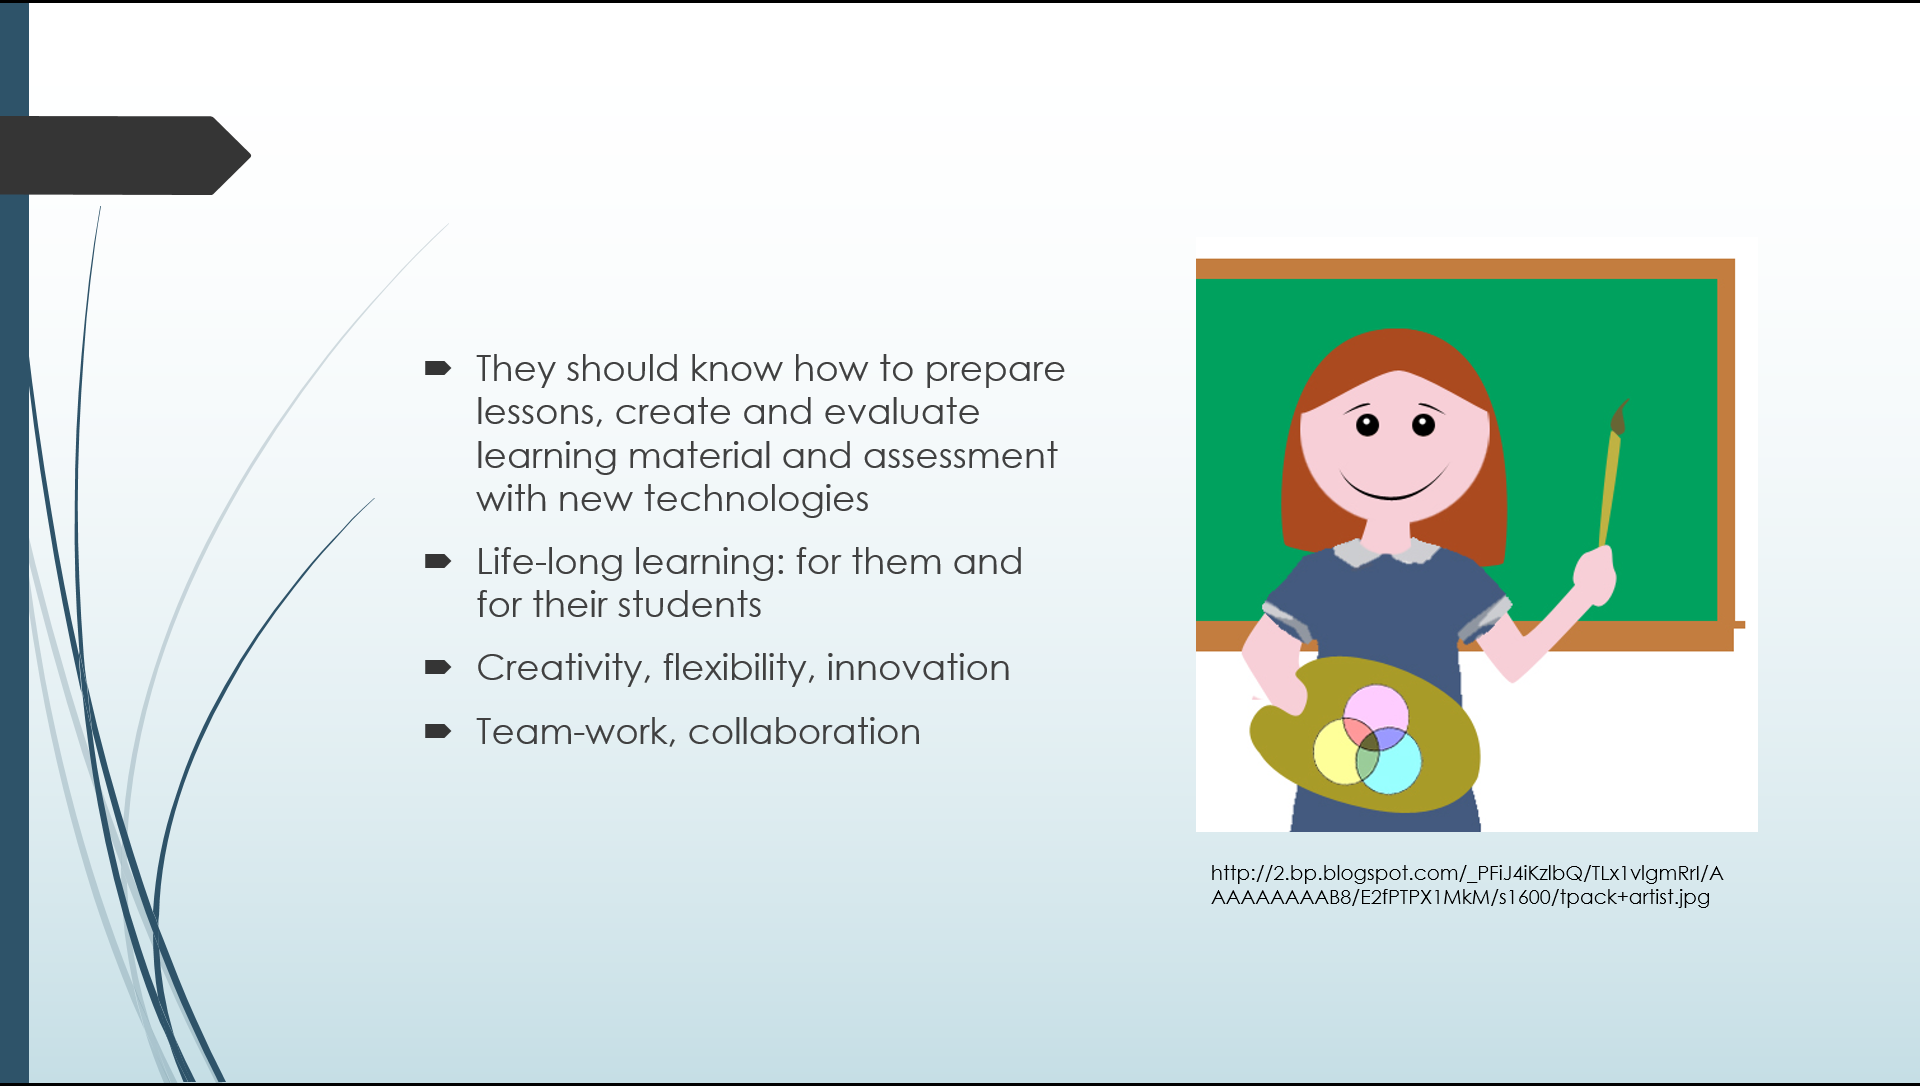 They should know how to prepare
lessons, create and evaluate
learning material and assessment
with new technologies
Life-long learning: for them and
for their students
Creativity, flexibility, innovation
Team-work, collaboration
http://2.bp.blogspot.com/_PFiJ4iKzlbQ/TLx1vlgmRrI/A
AAAAAAAAB8/E2fPTPX1MkM/s1600/tpack+artist.jpg